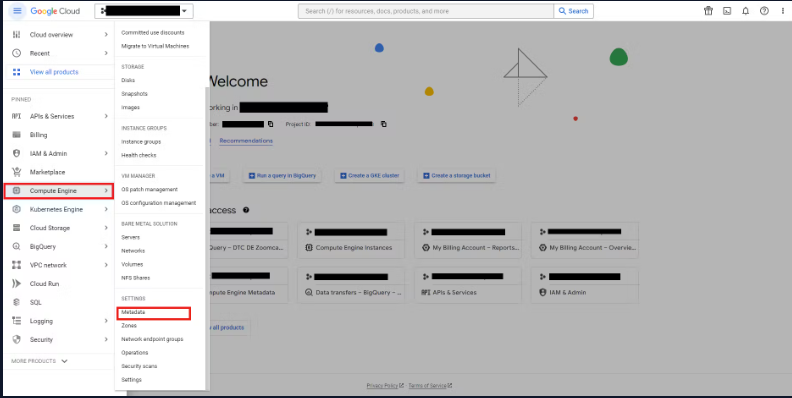 Google Cloud
Search (/) for resources, docs, products, and more
Search
Cloud overview
Recent
View all products
PINNED
APIs & Services
Billing
IAM & Admin
Marketplace
Compute Engine
Kubernetes Engine
Cloud Storage
BigQuery
VPC network
Cloud Run
SQL
Logging
Security
MORE PRODUCTS
Committed use discounts
Migrate to Virtual Machines
STORAGE
Disks
Snapshots
Images
INSTANCE GROUPS
Instance groups
Health checks
VM MANAGER
OS patch management
OS configuration management
BARE METAL SOLUTION
Servers
Networks
Volumes
NFS Shares
SETTINGS
Metadata
Zones
Network endpoint groups
Operations
Security scans
Settings
Welcome
orking in
ber:
Project ID:
Recommendations
a VM
Run a query in BigQuery
Create a GKE cluster
Create a storage bucket
ccess
Query – DTC DE Zoomca...
Compute Engine Instances
My Billing Account – Reports...
My Billing Account – Overvie...
pute Engine Metadata
Data transfers – BigQuery – ...
APIs & Services
IAM & Admin
all products
Privacy Policy
Terms of Service